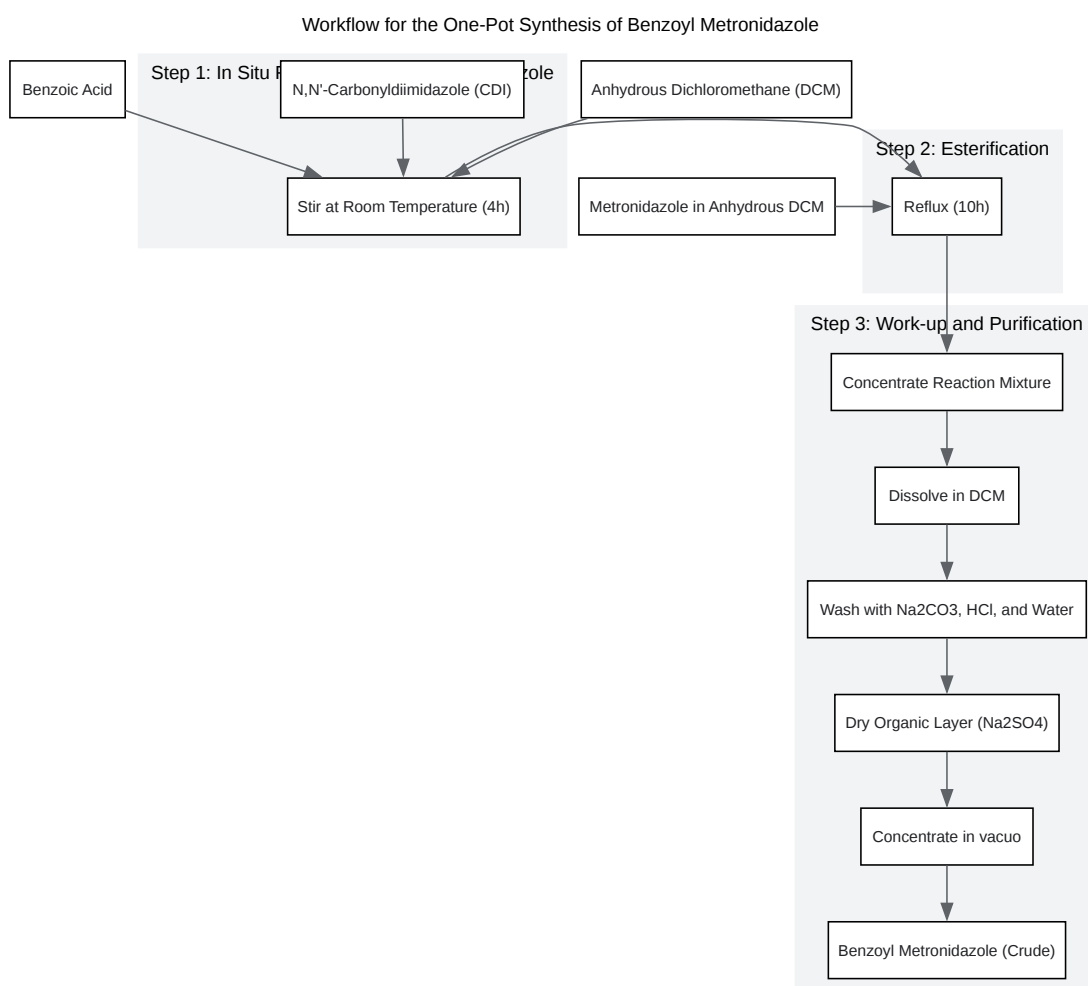 Workflow for the One-Pot Synthesis of Benzoyl Metronidazole
Step 1: In Situ
Benzoic Acid
N,N'-Carbonyldiimidazole (CDI)
Anhydrous Dichloromethane (DCM)
Step 2: Esterification
Stir at Room Temperature (4h)
Metronidazole in Anhydrous DCM
Reflux (10h)
Step 3: Work-up and Purification
Concentrate Reaction Mixture
Dissolve in DCM
Wash with Na2CO3, HCl, and Water
Dry Organic Layer (Na2SO4)
Concentrate in vacuo
Benzoyl Metronidazole (Crude)